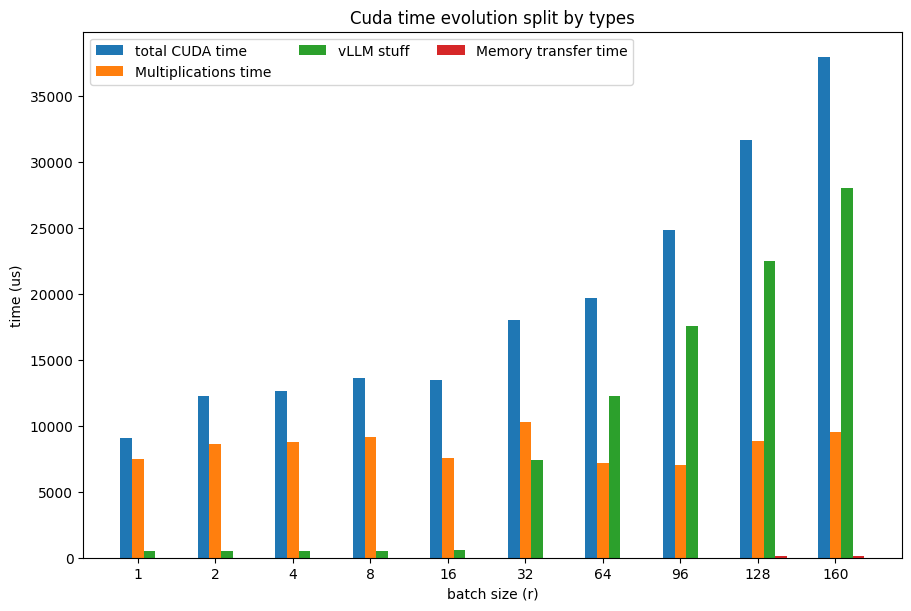 Cuda time evolution split by types
total CUDA time
Multiplications time
vLLM stuff
Memory transfer time
35000
30000
25000
20000
15000
10000
5000
0
time (us)
1 2 4 8 16 32 64 96 128 160
batch size (r)